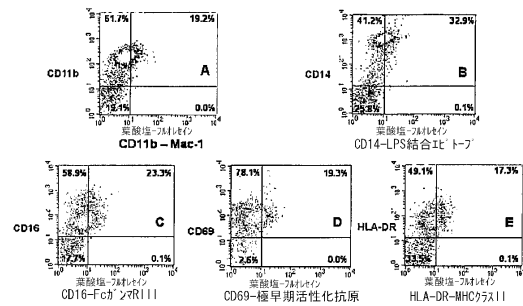 61.7% 19.2%
CD11b
A
19.1% 0.0%
葉酸塩-フルオレセイン
CD11b – Mac-1
41.2% 32.9%
CD14
B
25.8% 0.1%
葉酸塩-フルオレセイン
CD14-LPS結合エピトープ
58.9% 23.3%
CD16
C
17.7% 0.1%
葉酸塩-フルオレセイン
CD16-FcガンマRIII
78.1% 19.3%
CD69
D
2.6% 0.0%
葉酸塩-フルオレセイン
CD69-極早期活性化抗原
49.1% 17.3%
HLA-DR
E
33.5% 0.1%
葉酸塩-フルオレセイン
HLA-DR-MHCクラスII